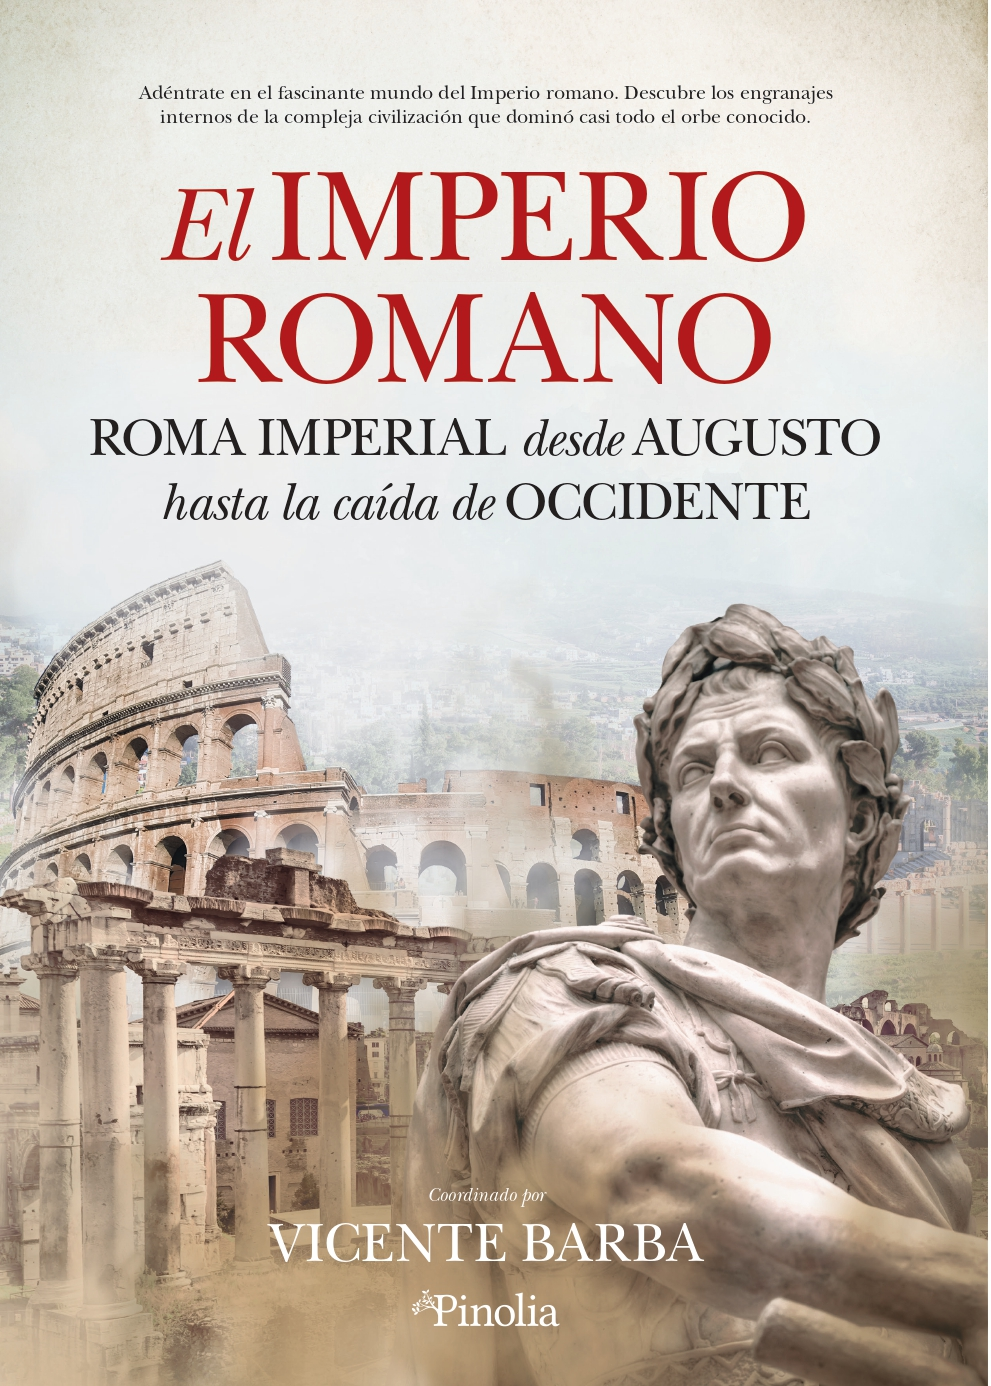 Adéntrate en el fascinante mundo del Imperio romano. Descubre los engranajes
internos de la compleja civilización que dominó casi todo el orbe conocido.
El IMPERIO
ROMANO
ROMA IMPERIAL desde AUGUSTO
hasta la caída de OCCIDENTE
Coordinado por
VICENTE BARBA
Pinolia